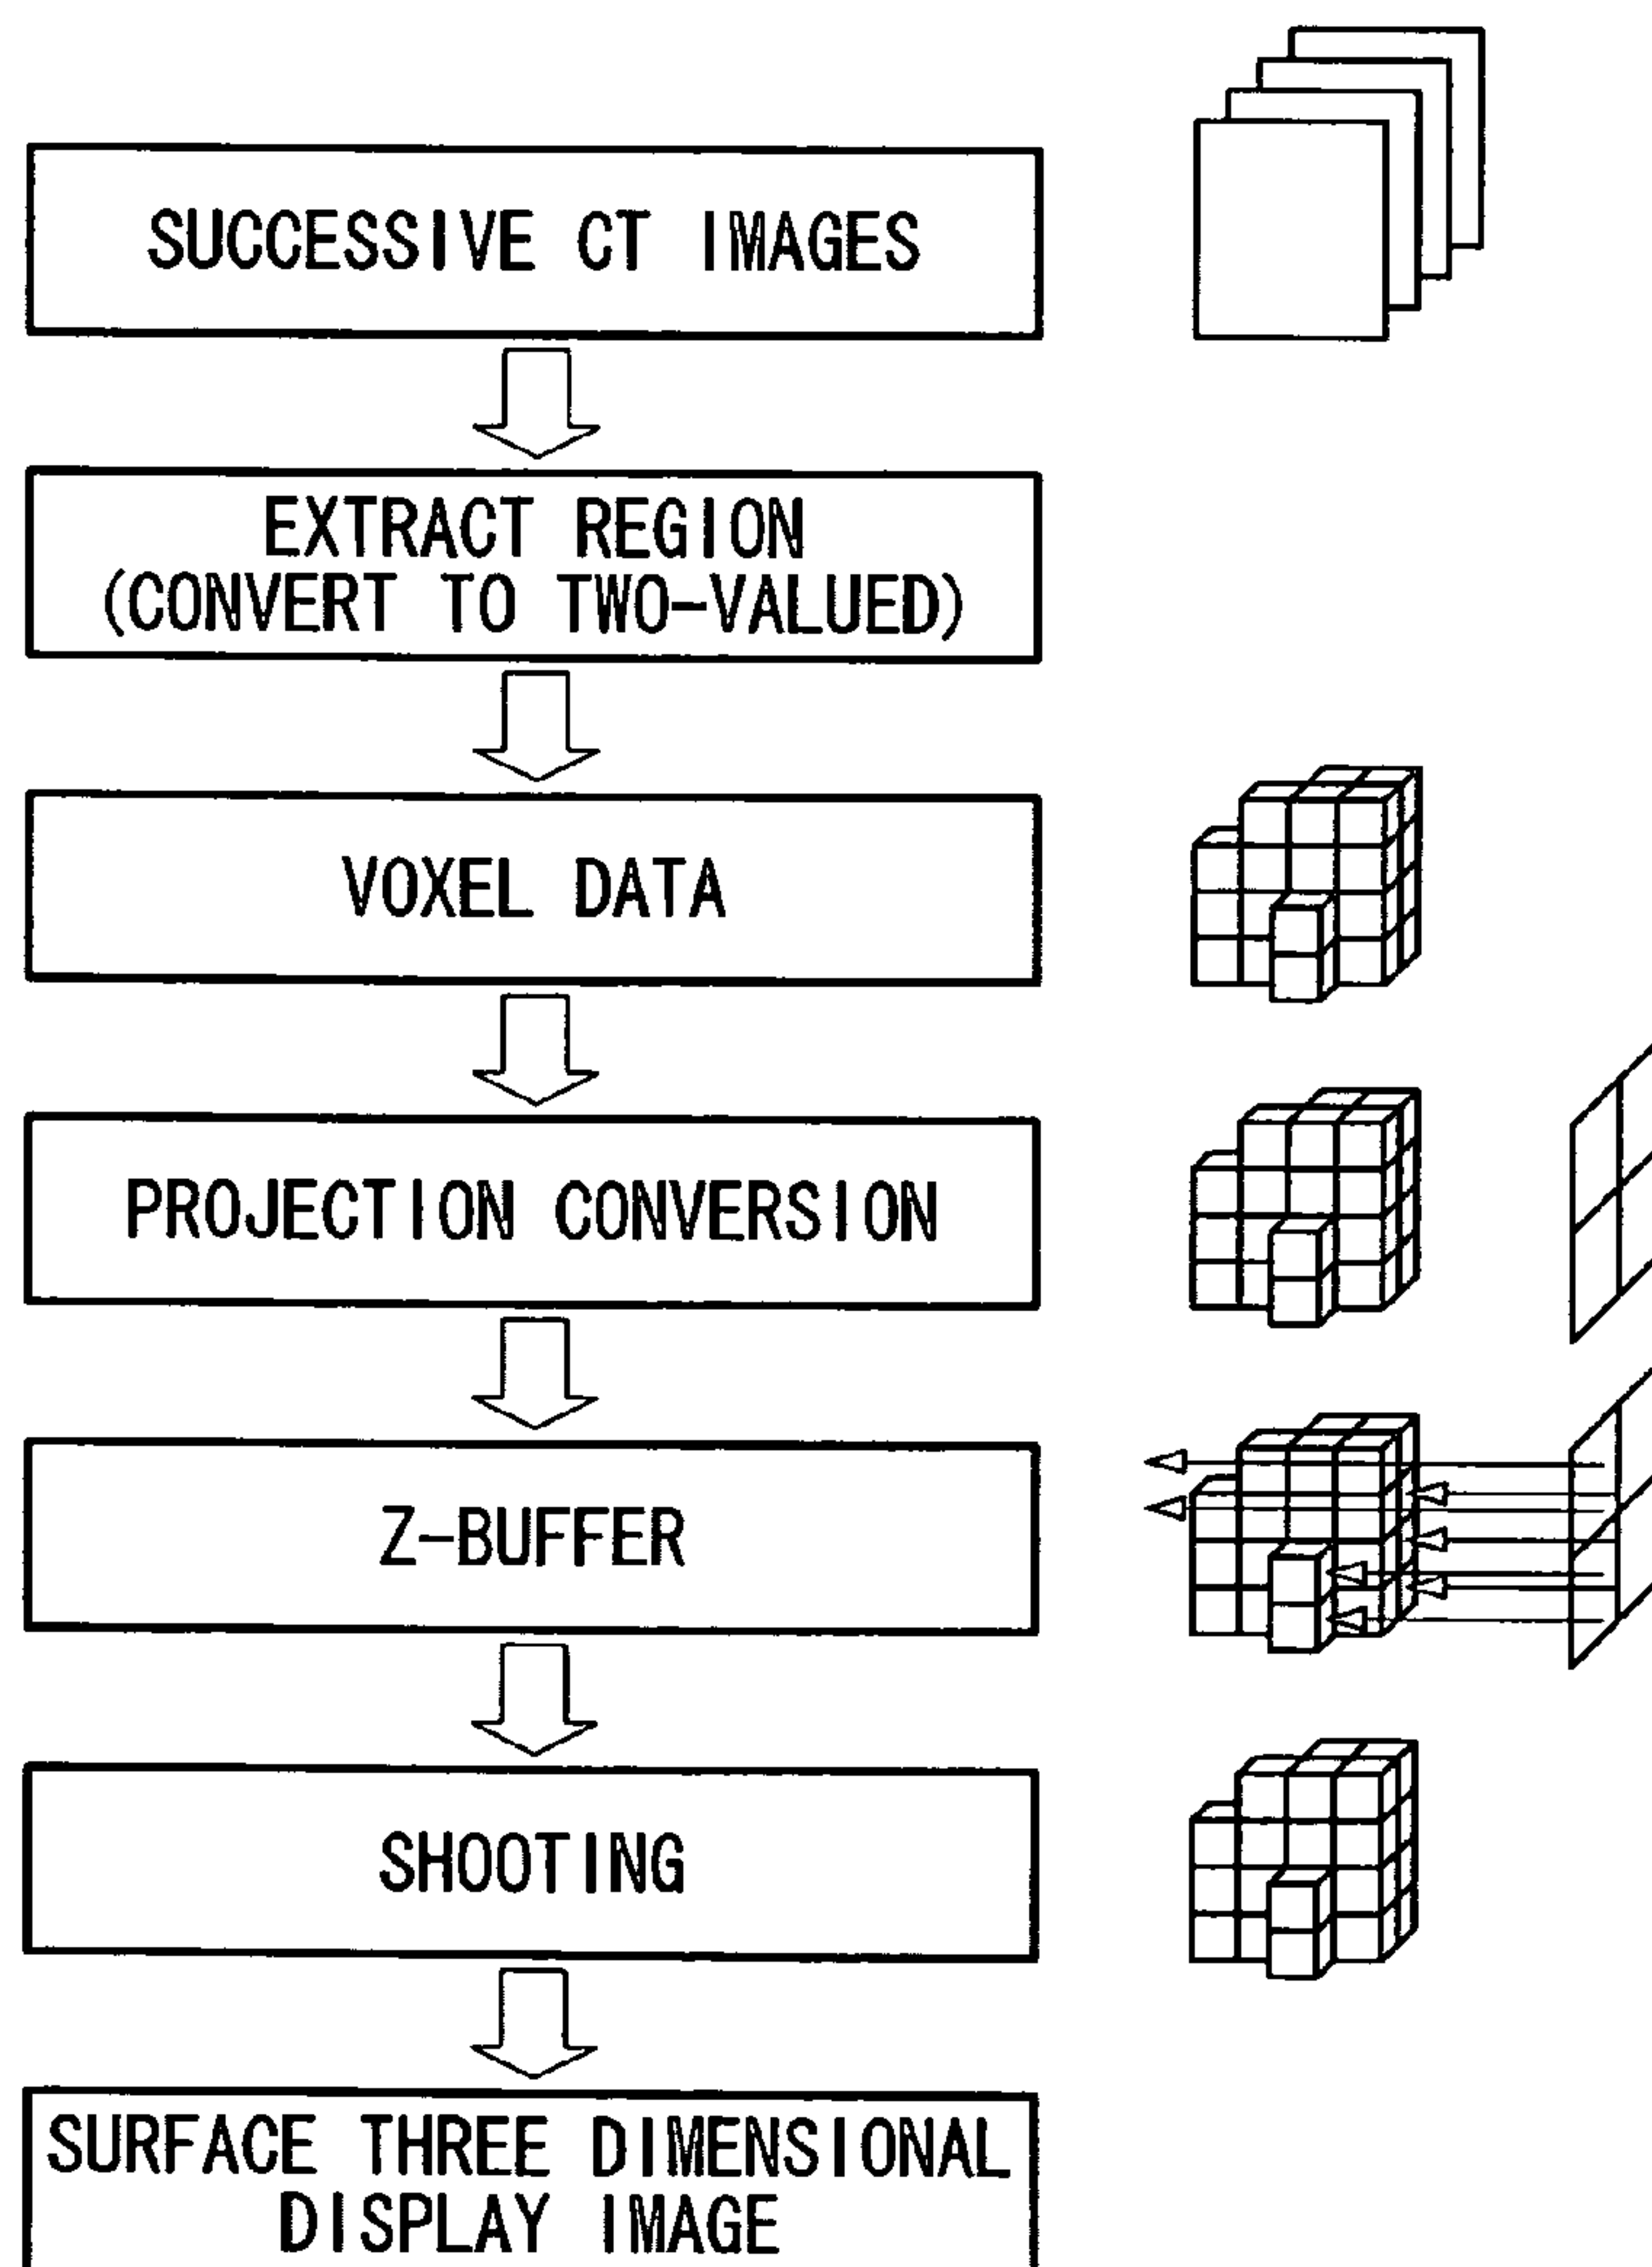 SUCCESSIVE CT IMAGES
EXTRACT REGION
(CONVERT TO TWO-VALUED)
VOXEL DATA
PROJECTION CONVERSION
Z-BUFFER
SHOOTING
SURFACE THREE DIMENSIONAL
DISPLAY IMAGE